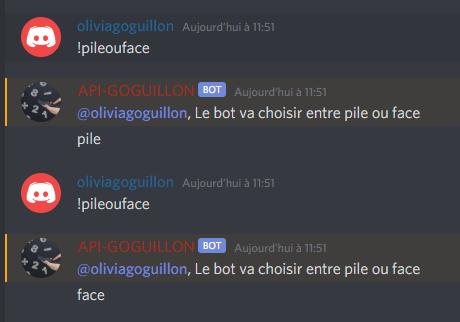 oliviagoguillon Aujourd'hui à 11:51
!pileouface
API-GOGUILLON BOT Aujourd'hui à 11:51
@oliviagoguillon, Le bot va choisir entre pile ou face
pile
oliviagoguillon Aujourd'hui à 11:51
!pileouface
API-GOGUILLON BOT Aujourd'hui à 11:51
@oliviagoguillon, Le bot va choisir entre pile ou face
face